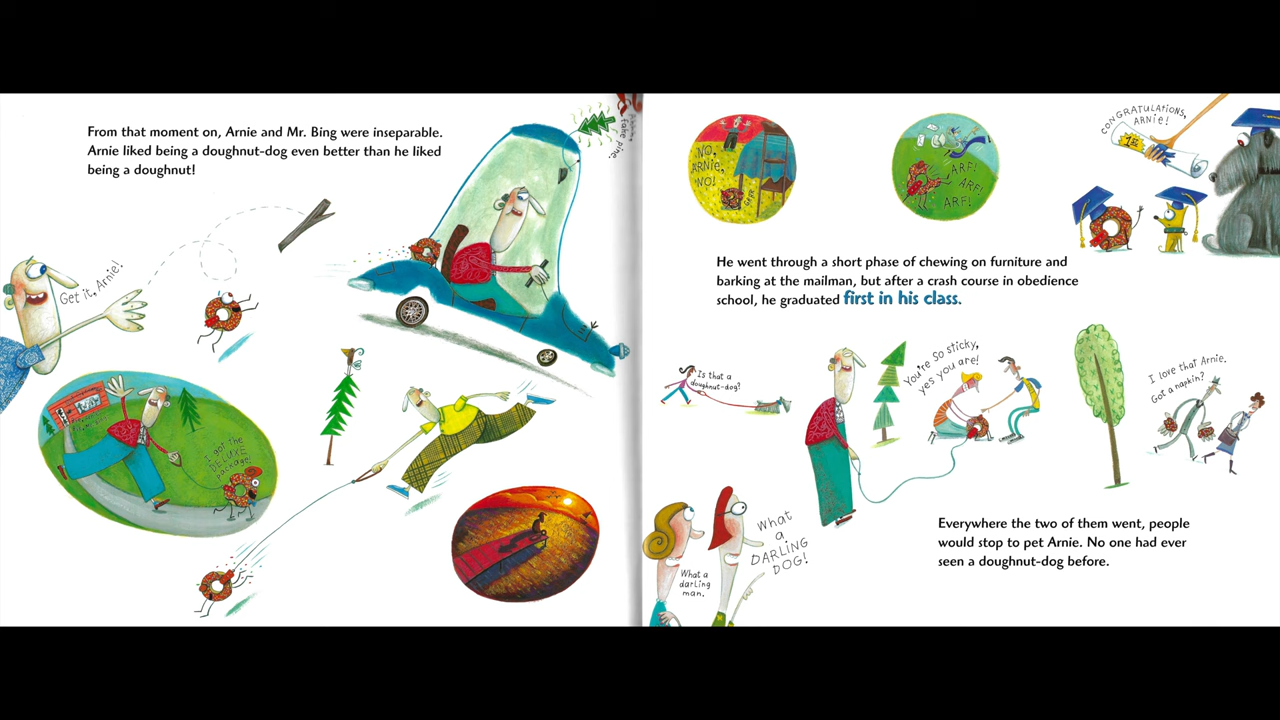 From that moment on, Arnie and Mr. Bing were inseparable.
Arnie liked being a doughnut-dog even better than he liked
being a doughnut!
fake pine.
Get it, Arnie!
I got the
DELUXE
package!
NO,
ARNie,
NO!
ARF!
ARF!
ARF!
CONGRATULATIONS,
ARNIE!
1st
He went through a short phase of chewing on furniture and
barking at the mailman, but after a crash course in obedience
school, he graduated first in his class.
Is that a
doughnut-dog?
You're So sticky,
yes you are!
I love that Arnie.
Got a napkin?
What a
darling
man.
What
a
DARLING
DOG!
Everywhere the two of them went, people
would stop to pet Arnie. No one had ever
seen a doughnut-dog before.